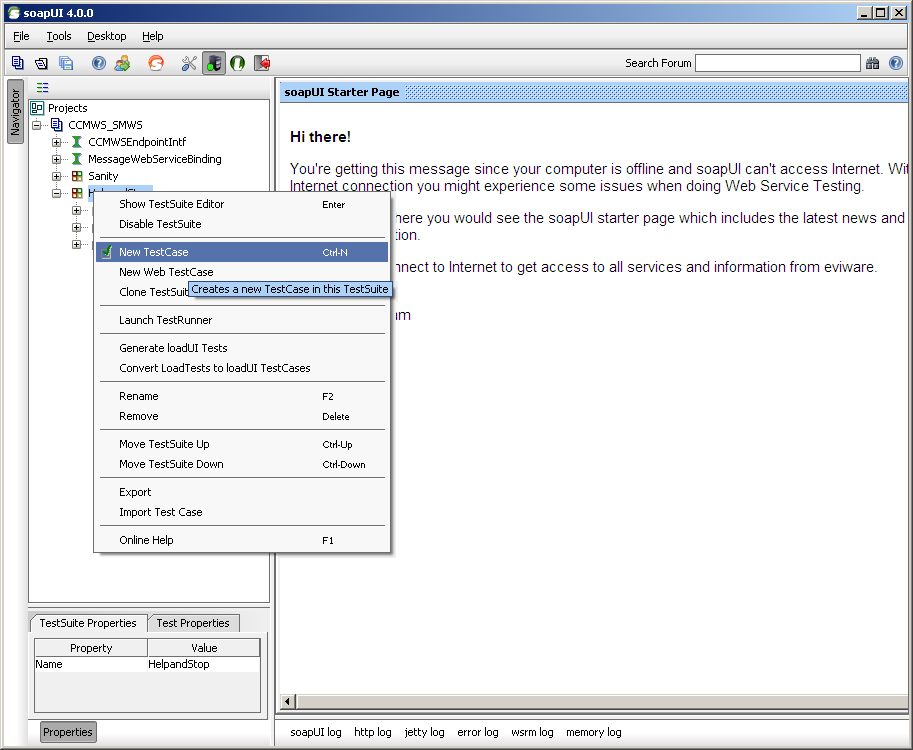 soapUI 4.0.0
File Tools Desktop Help
Search Forum
Navigator
Projects
CCMWS_SMWS
CCMWSEndpointIntf
MessageWebServiceBinding
Sanity
Show TestSuite Editor Enter
Disable TestSuite
New TestCase Ctrl-N
New Web TestCase
Clone TestSuit
Creates a new TestCase in this TestSuite
Launch TestRunner
Generate loadUI Tests
Convert LoadTests to loadUI TestCases
Rename F2
Remove Delete
Move TestSuite Up Ctrl-Up
Move TestSuite Down Ctrl-Down
Export
Import Test Case
Online Help F1
soapUI Starter Page
Hi there!
You're getting this message since your computer is offline and soapUI can't access Internet. Wit
Internet connection you might experience some issues when doing Web Service Testing.
here you would see the soapUI starter page which includes the latest news and
tion.
nnect to Internet to get access to all services and information from eviware.
am
TestSuite Properties Test Properties
Property Value
Name HelpandStop
Properties
soapUI log http log jetty log error log wsrm log memory log